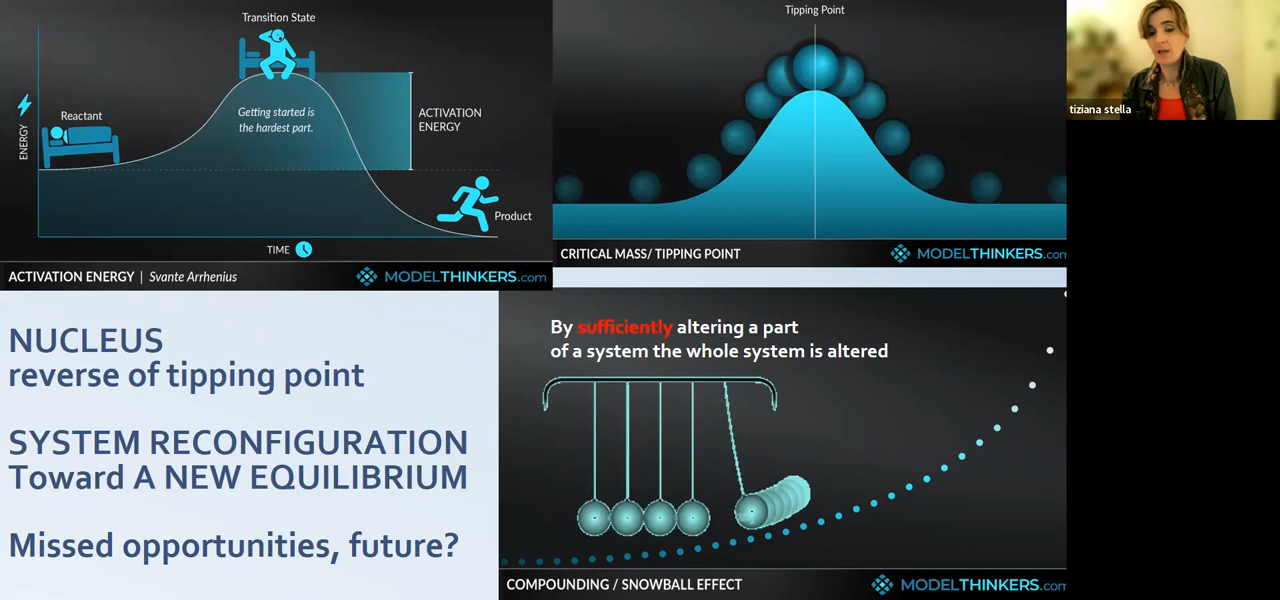 Transition State
Reactant
Getting started is
the hardest part.
ACTIVATION
ENERGY
ENERGY
Product
TIME
ACTIVATION ENERGY | Svante Arrhenius
MODELTHINKERS.com
Tipping Point
CRITICAL MASS/ TIPPING POINT
MODELTHINKERS.com
tiziana stella
NUCLEUS
reverse of tipping point
SYSTEM RECONFIGURATION
Toward A NEW EQUILIBRIUM
Missed opportunities, future?
By sufficiently altering a part
of a system the whole system is altered
COMPOUNDING / SNOWBALL EFFECT
MODELTHINKERS.com